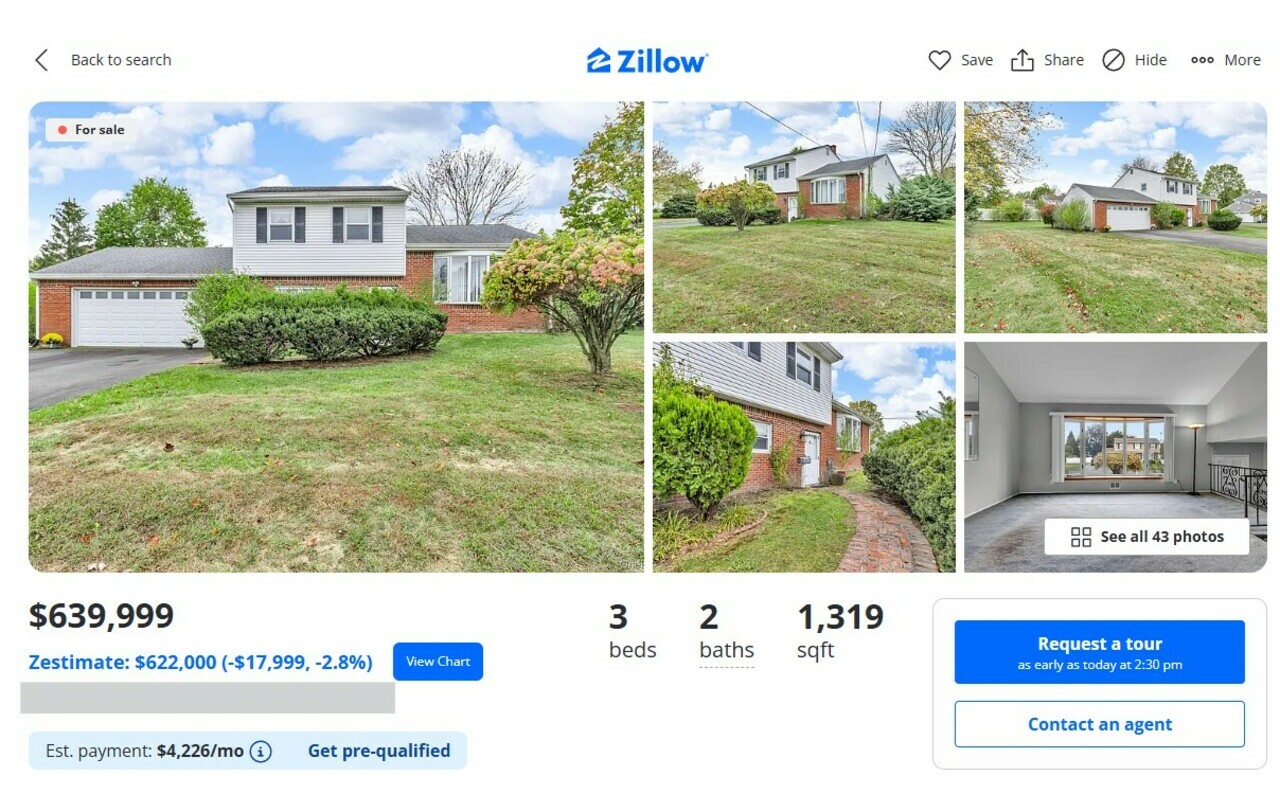 Back to search
Zillow
Save
Share
Hide
More
For sale
See all 43 photos
$639,999
3 beds
2 baths
1,319 sqft
Zestimate: $622,000 (-$17,999, -2.8%)
View Chart
Est. payment: $4,226/mo
Get pre-qualified
Request a tour
as early as today at 2:30 pm
Contact an agent